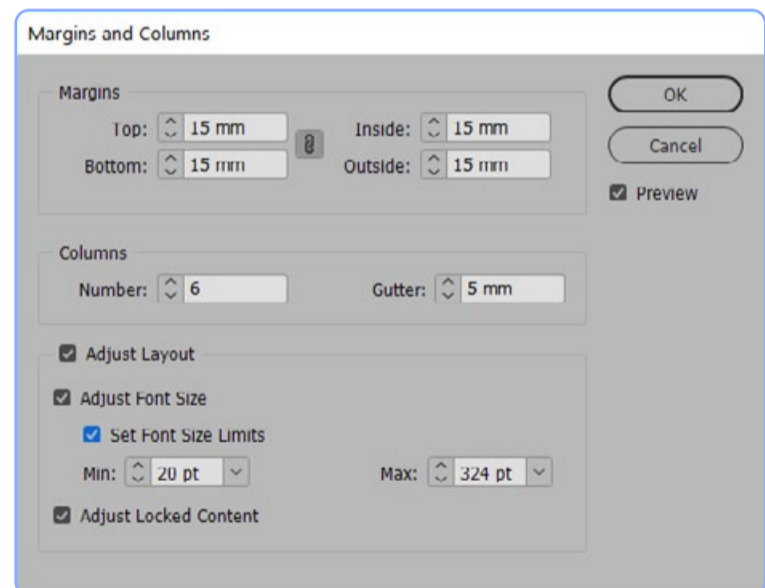 Margins and Columns
Margins
Top: 15 mm Inside: 15 mm
Bottom: 15 mm Outside: 15 mm
OK
Cancel
Preview
Columns
Number: 6 Gutter: 5 mm
Adjust Layout
Adjust Font Size
Set Font Size Limits
Min: 20 pt Max: 324 pt
Adjust Locked Content